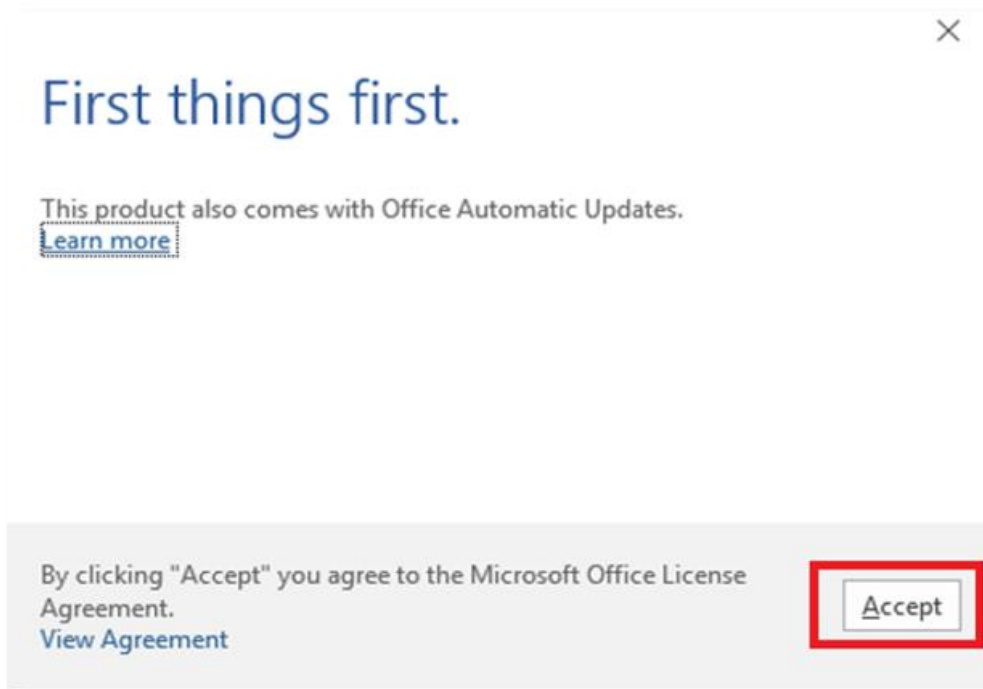 First things first.
This product also comes with Office Automatic Updates.
Learn more
By clicking "Accept" you agree to the Microsoft Office License
Agreement.
View Agreement
Accept